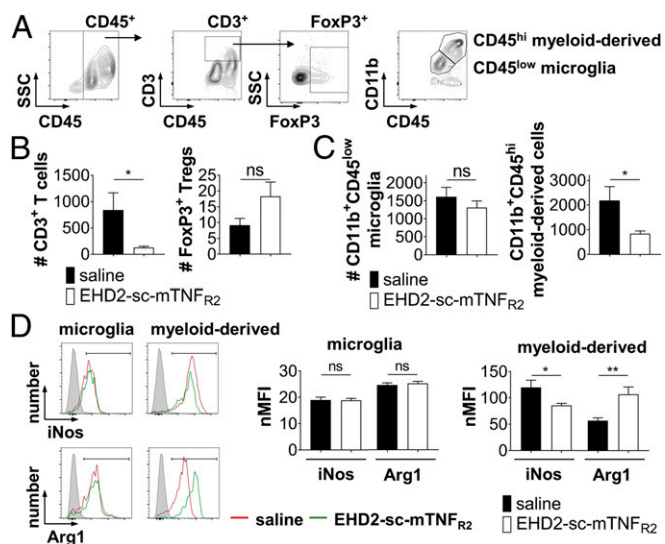 A
CD45+
CD3+
FoxP3+
SSC
CD45
CD3
CD45
SSC
FoxP3
CD11b
CD45
CD45hi myeloid-derived
CD45low microglia
B
# CD3+ T cells
1500
1000
500
0
*
# FoxP3+ Tregs
25
20
15
10
5
0
ns
saline
EHD2-sc-mTNFR2
C
# CD11b+CD45low
microglia
2000
1500
1000
500
0
ns
CD11b+CD45hi
myeloid-derived cells
3000
2000
1000
0
*
saline
EHD2-sc-mTNFR2
D
microglia
myeloid-derived
number
iNos
number
Arg1
saline
EHD2-sc-mTNFR2
microglia
nMFI
30
20
10
0
ns
ns
iNos
Arg1
myeloid-derived
nMFI
150
100
50
0
*
**
iNos
Arg1
saline
EHD2-sc-mTNFR2